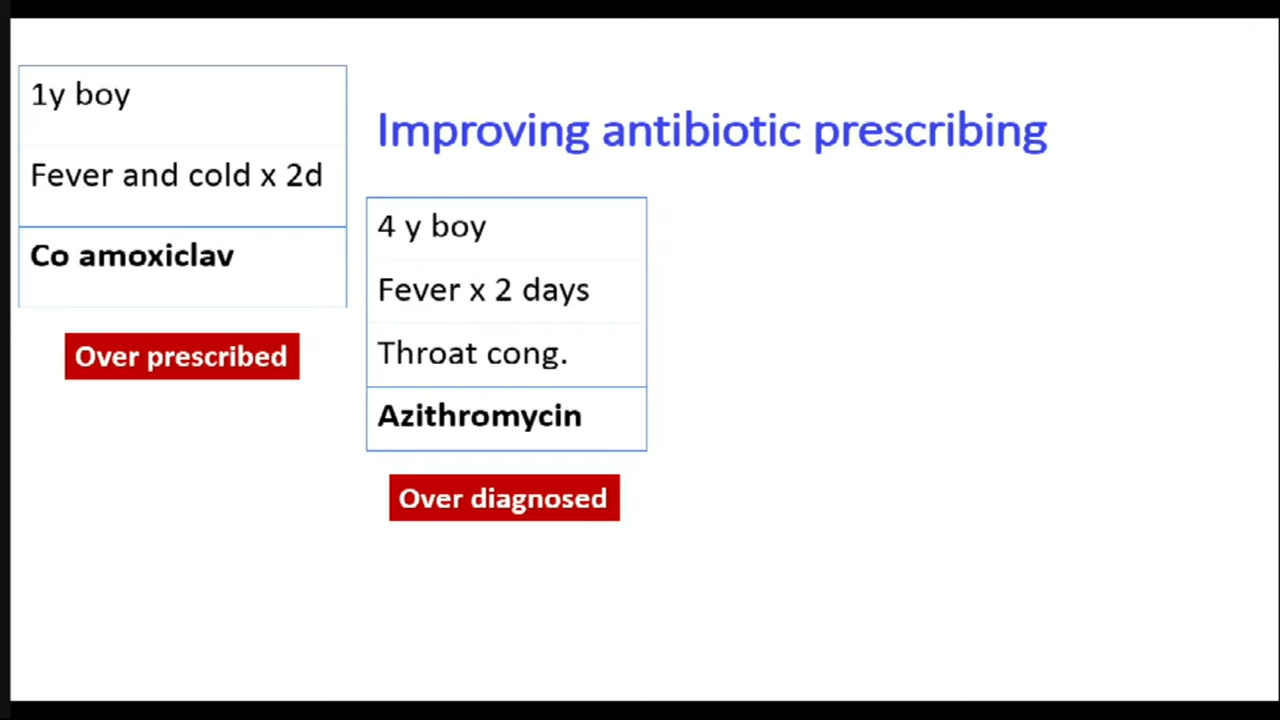 1y boy
Fever and cold x 2d
Co amoxiclav
Over prescribed
Improving antibiotic prescribing
4 y boy
Fever x 2 days
Throat cong.
Azithromycin
Over diagnosed